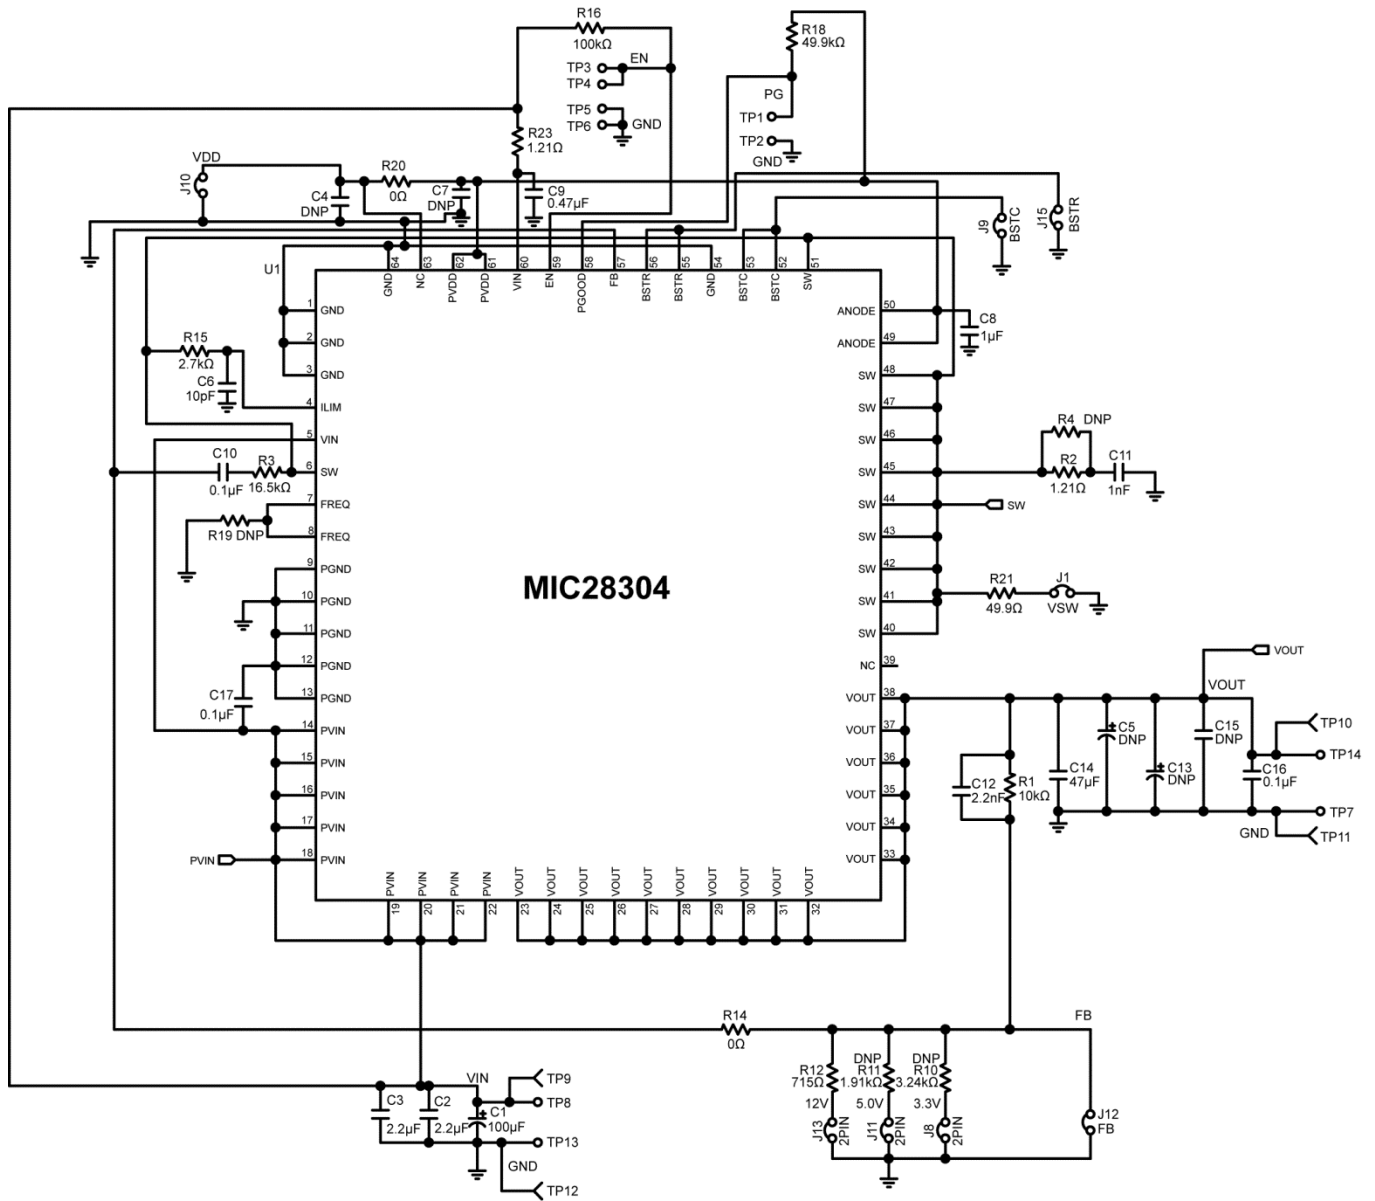 R16
100kΩ
R18
49.9kΩ
TP3
TP4
EN
TP5
TP6
GND
PG
TP1
TP2
GND
R23
1.21Ω
VDD
J10
C4
DNP
R20
0Ω
C7
DNP
C9
0.47µF
J9
BSTC
J15
BSTR
U1
64
63
62
61
60
59
58
57
56
55
54
53
52
51
GND
NC
PVDD
PVDD
VIN
EN
PGOOD
FB
BSTR
BSTR
GND
BSTC
BSTC
SW
1
GND
2
GND
3
GND
4
ILIM
5
VIN
6
SW
7
FREQ
8
FREQ
9
PGND
10
PGND
11
PGND
12
PGND
13
PGND
14
PVIN
15
PVIN
16
PVIN
17
PVIN
18
PVIN
R15
2.7kΩ
C6
10pF
C10
0.1µF
R3
16.5kΩ
R19 DNP
C17
0.1µF
PVIN
MIC28304
ANODE
50
ANODE
49
SW
48
SW
47
SW
46
SW
45
SW
44
SW
43
SW
42
SW
41
SW
40
NC
39
VOUT
38
VOUT
37
VOUT
36
VOUT
35
VOUT
34
VOUT
33
C8
1µF
R4 DNP
R2
1.21Ω
C11
1nF
SW
R21
49.9Ω
J1
VSW
VOUT
VOUT
C12
2.2nF
R1
10kΩ
C14
47µF
C5
DNP
C13
DNP
C15
DNP
C16
0.1µF
TP10
TP14
TP7
GND
TP11
PVIN
PVIN
PVIN
PVIN
VOUT
VOUT
VOUT
VOUT
VOUT
VOUT
VOUT
VOUT
VOUT
VOUT
19
20
21
22
23
24
25
26
27
28
29
30
31
32
R14
0Ω
FB
R12
715Ω
12V
J13
2PIN
DNP
R11
1.91kΩ
5.0V
J11
2PIN
DNP
R10
3.24kΩ
3.3V
J8
2PIN
J12
FB
VIN
C3
2.2µF
C2
2.2µF
C1
100µF
TP9
TP8
TP13
GND
TP12